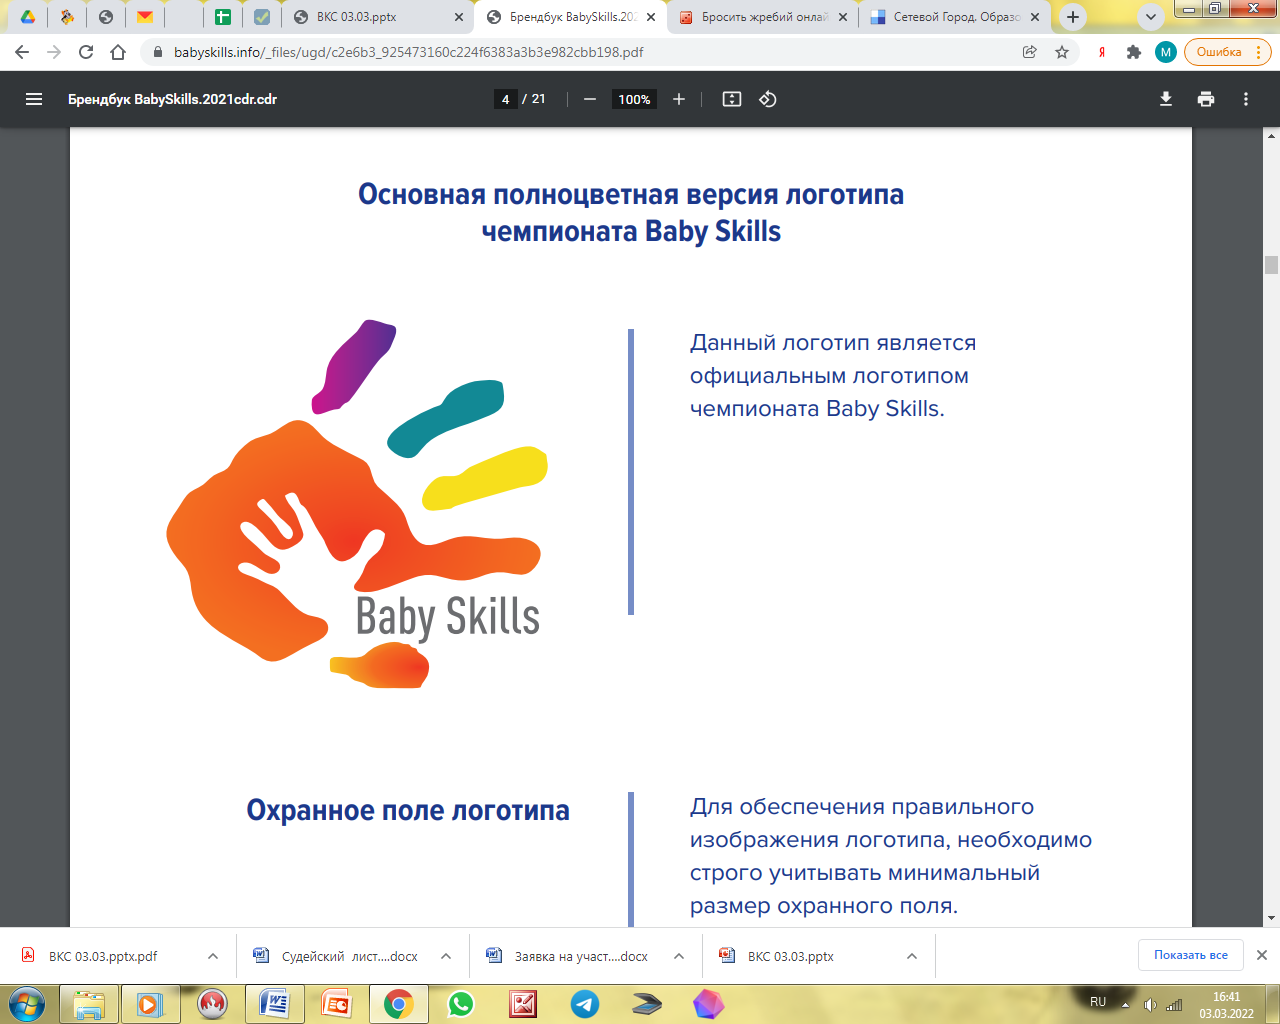 ВКС 03.03.pptx
Брендбук BabySkills.202
Бросить жребий онлай
Сетевой Город. Образо
babyskills.info/_files/ugd/c2e6b3_925473160c224f6383a3b3e982cbb198.pdf
Я
М
Ошибка
Брендбук BabySkills.2021cdr.cdr
4 / 21
100%
Основная полноцветная версия логотипа
чемпионата Baby Skills
Данный логотип является
официальным логотипом
чемпионата Baby Skills.
Baby Skills
Охранное поле логотипа
Для обеспечения правильного
изображения логотипа, необходимо
строго учитывать минимальный
размер охранного поля.
ВКС 03.03.pptx.pdf
Судейский лист....docx
Заявка на участ....docx
ВКС 03.03.pptx
Показать все
RU
16:41
03.03.2022